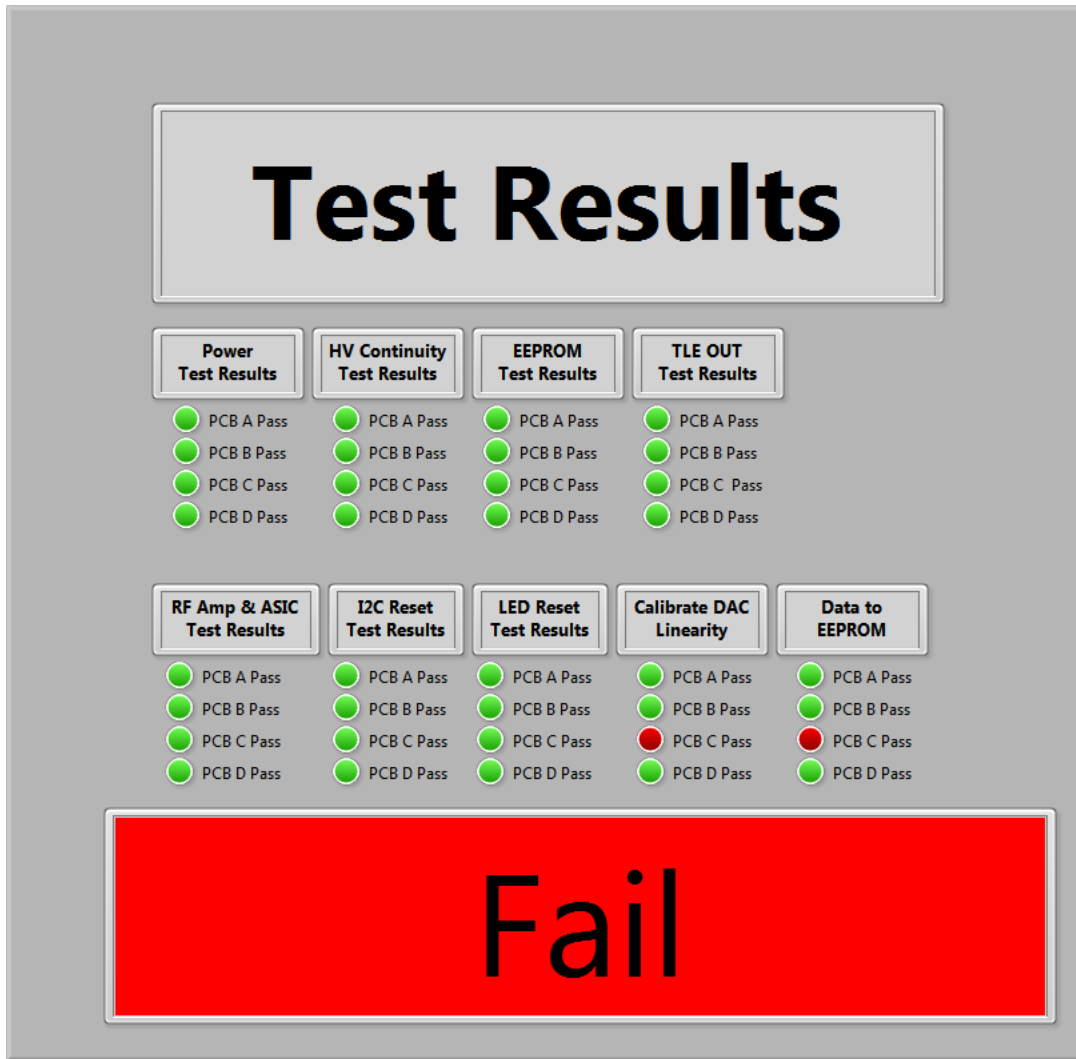 Test Results
Power
Test Results
PCB A Pass
PCB B Pass
PCB C Pass
PCB D Pass
HV Continuity
Test Results
PCB A Pass
PCB B Pass
PCB C Pass
PCB D Pass
EEPROM
Test Results
PCB A Pass
PCB B Pass
PCB C Pass
PCB D Pass
TLE OUT
Test Results
PCB A Pass
PCB B Pass
PCB C  Pass
PCB D Pass
RF Amp & ASIC
Test Results
PCB A Pass
PCB B Pass
PCB C Pass
PCB D Pass
I2C Reset
Test Results
PCB A Pass
PCB B Pass
PCB C Pass
PCB D Pass
LED Reset
Test Results
PCB A Pass
PCB B Pass
PCB C Pass
PCB D Pass
Calibrate DAC
Linearity
PCB A Pass
PCB B Pass
PCB C Pass
PCB D Pass
Data to
EEPROM
PCB A Pass
PCB B Pass
PCB C Pass
PCB D Pass
Fail